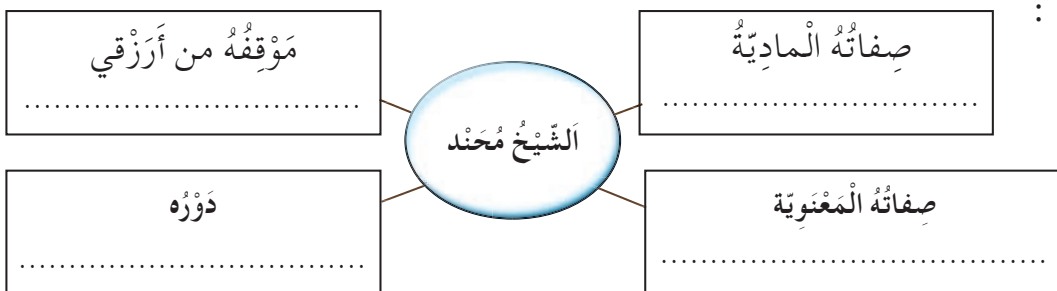 :
صِفاتُهُ الْمادِيّةُ
................................
مَوْقِفُهُ من أَرَزْقي
..................................
اَلشّيْخُ مُحَنْد
صِفاتُهُ الْمَعْنَوِيّة
.......................................
دَوْرُه
...................................